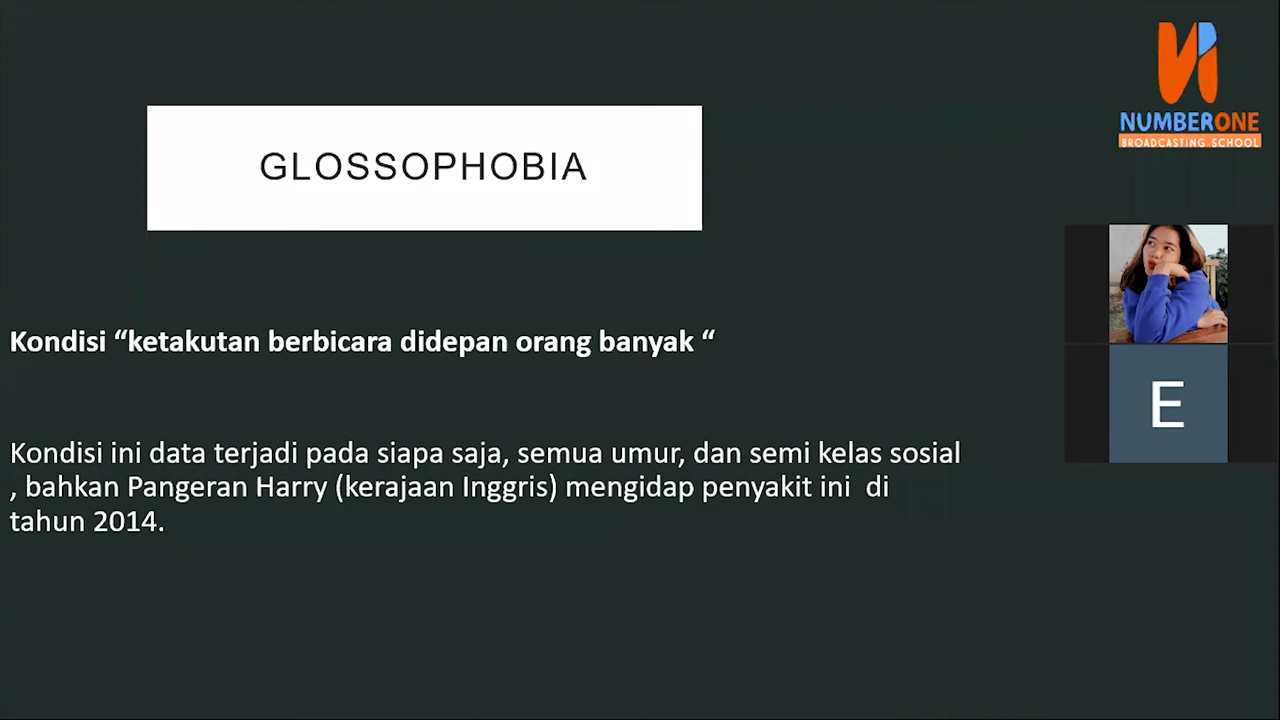 NUMBERONE
BROADCASTING SCHOOL
GLOSSOPHOBIA
Kondisi “ketakutan berbicara didepan orang banyak “
E
Kondisi ini data terjadi pada siapa saja, semua umur, dan semi kelas sosial
, bahkan Pangeran Harry (kerajaan Inggris) mengidap penyakit ini  di
tahun 2014.